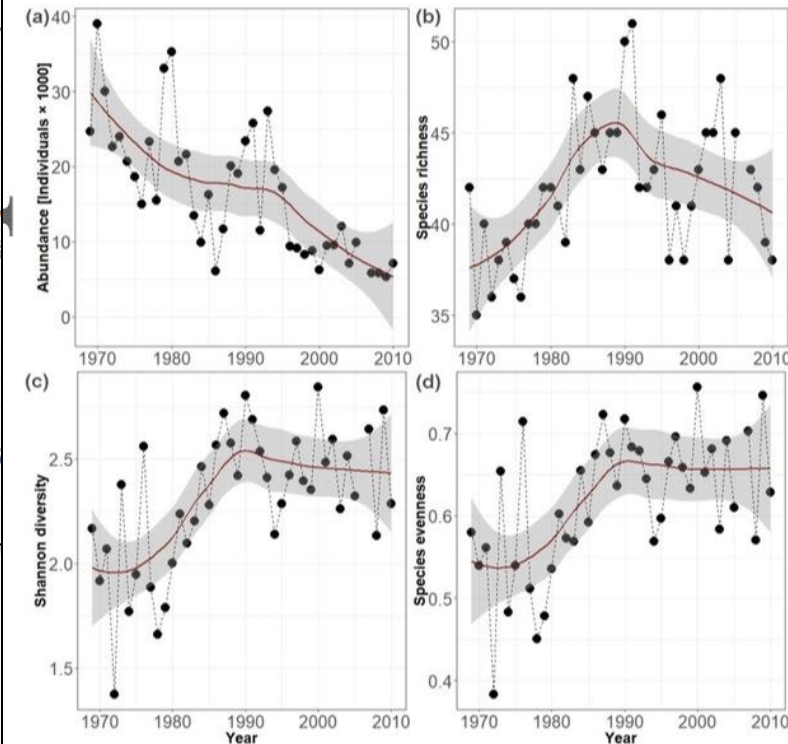 (a)
40
30
20
10
0
Abundance [Individuals × 1000]
1970 1980 1990 2000 2010
(b)
50
45
40
35
Species richness
1970 1980 1990 2000 2010
(c)
2.5
2.0
1.5
Shannon diversity
1970 1980 1990 2000 2010
Year
(d)
0.7
0.6
0.5
0.4
Species evenness
1970 1980 1990 2000 2010
Year